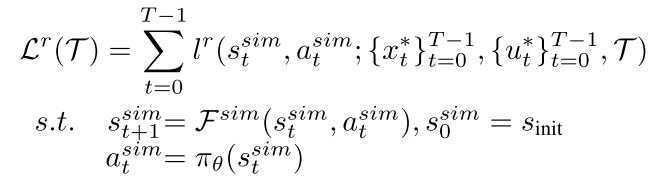 $\mathcal{L}^r(\mathcal{T}) = \sum_{t=0}^{T-1} l^r(s_t^{sim}, a_t^{sim}; \{x_t^*\}_{t=0}^{T-1}, \{u_t^*\}_{t=0}^{T-1}, \mathcal{T})$
$s.t. \quad s_{t+1}^{sim} = \mathcal{F}^{sim}(s_t^{sim}, a_t^{sim}), s_0^{sim} = s_{\text{init}}$
$a_t^{sim} = \pi_\theta(s_t^{sim})$